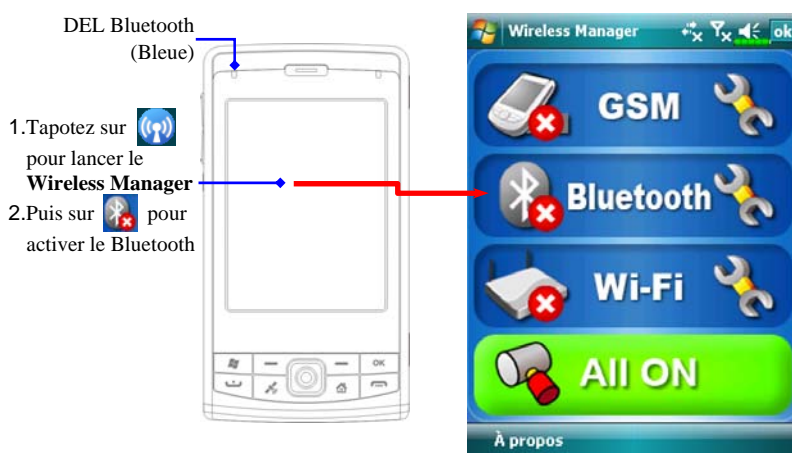 DEL Bluetooth
(Bleue)
1.Tapotez sur
pour lancer le
Wireless Manager
2.Puis sur pour
activer le Bluetooth
OK
Wireless Manager ok
GSM
Bluetooth
Wi-Fi
All ON
À propos